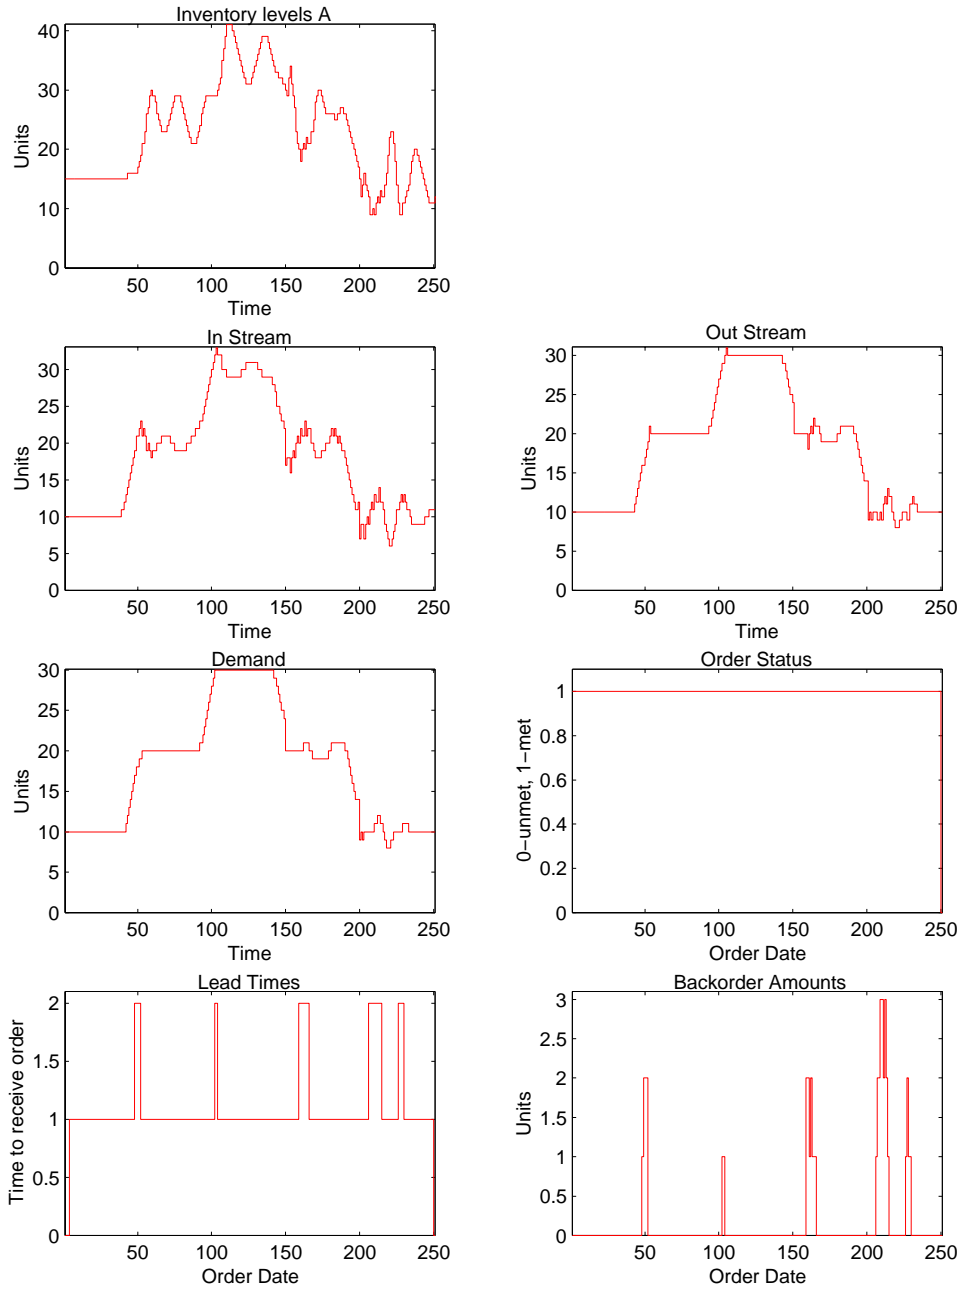 Inventory levels A
40
30
20
10
0
Units
50 100 150 200 250
Time
In Stream
30
25
20
15
10
5
0
Units
50 100 150 200 250
Time
Out Stream
30
25
20
15
10
5
0
Units
50 100 150 200 250
Time
Demand
30
25
20
15
10
5
0
Units
50 100 150 200 250
Time
Order Status
1
0.8
0.6
0.4
0.2
0
0−unmet, 1−met
50 100 150 200 250
Order Date
Lead Times
2
1.5
1
0.5
0
Time to receive order
50 100 150 200 250
Order Date
Backorder Amounts
3
2.5
2
1.5
1
0.5
0
Units
50 100 150 200 250
Order Date